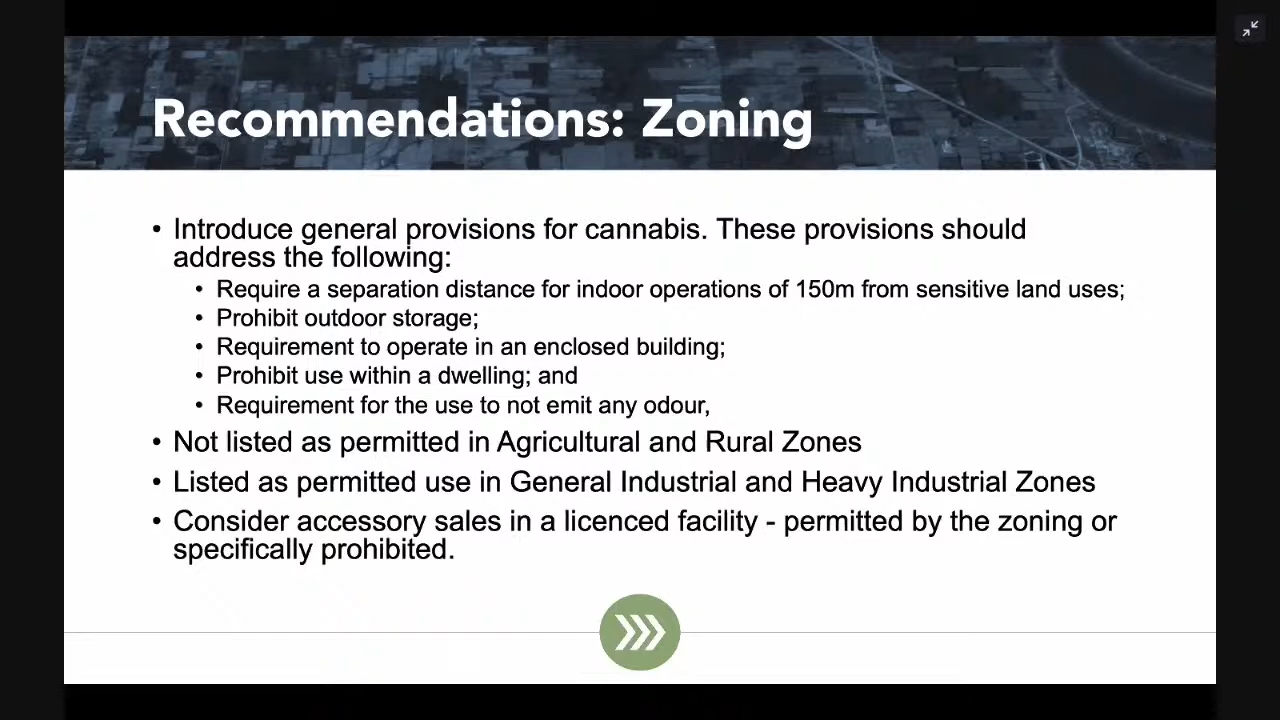 Recommendations: Zoning
• Introduce general provisions for cannabis. These provisions should
address the following:
• Require a separation distance for indoor operations of 150m from sensitive land uses;
• Prohibit outdoor storage;
• Requirement to operate in an enclosed building;
• Prohibit use within a dwelling; and
• Requirement for the use to not emit any odour,
• Not listed as permitted in Agricultural and Rural Zones
• Listed as permitted use in General Industrial and Heavy Industrial Zones
• Consider accessory sales in a licenced facility - permitted by the zoning or
specifically prohibited.